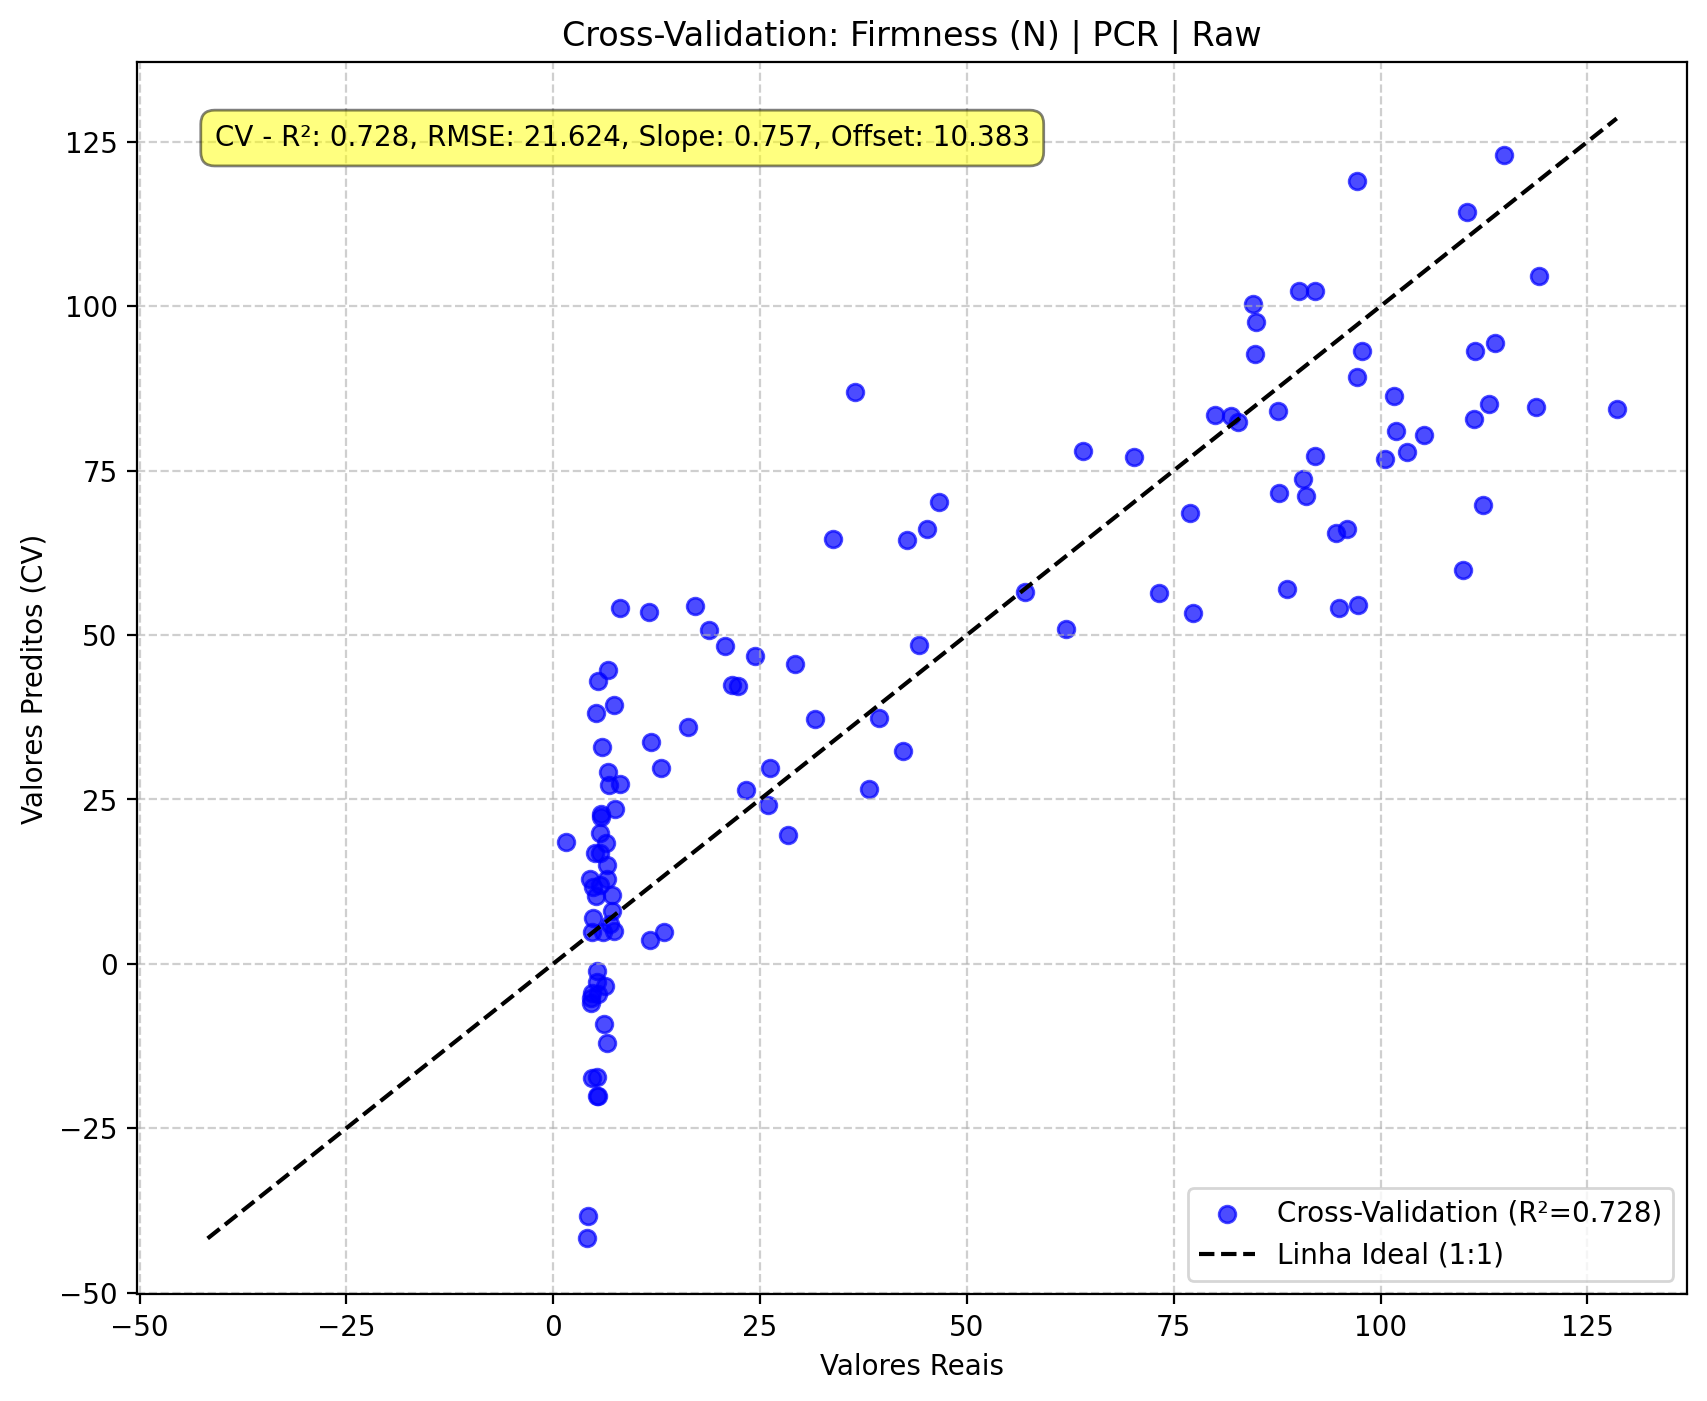 Cross-Validation: Firmness (N) | PCR | Raw
CV - R²: 0.728, RMSE: 21.624, Slope: 0.757, Offset: 10.383
125
100
75
50
25
0
−25
−50
Valores Preditos (CV)
Cross-Validation (R²=0.728)
Linha Ideal (1:1)
−50 −25 0 25 50 75 100 125
Valores Reais